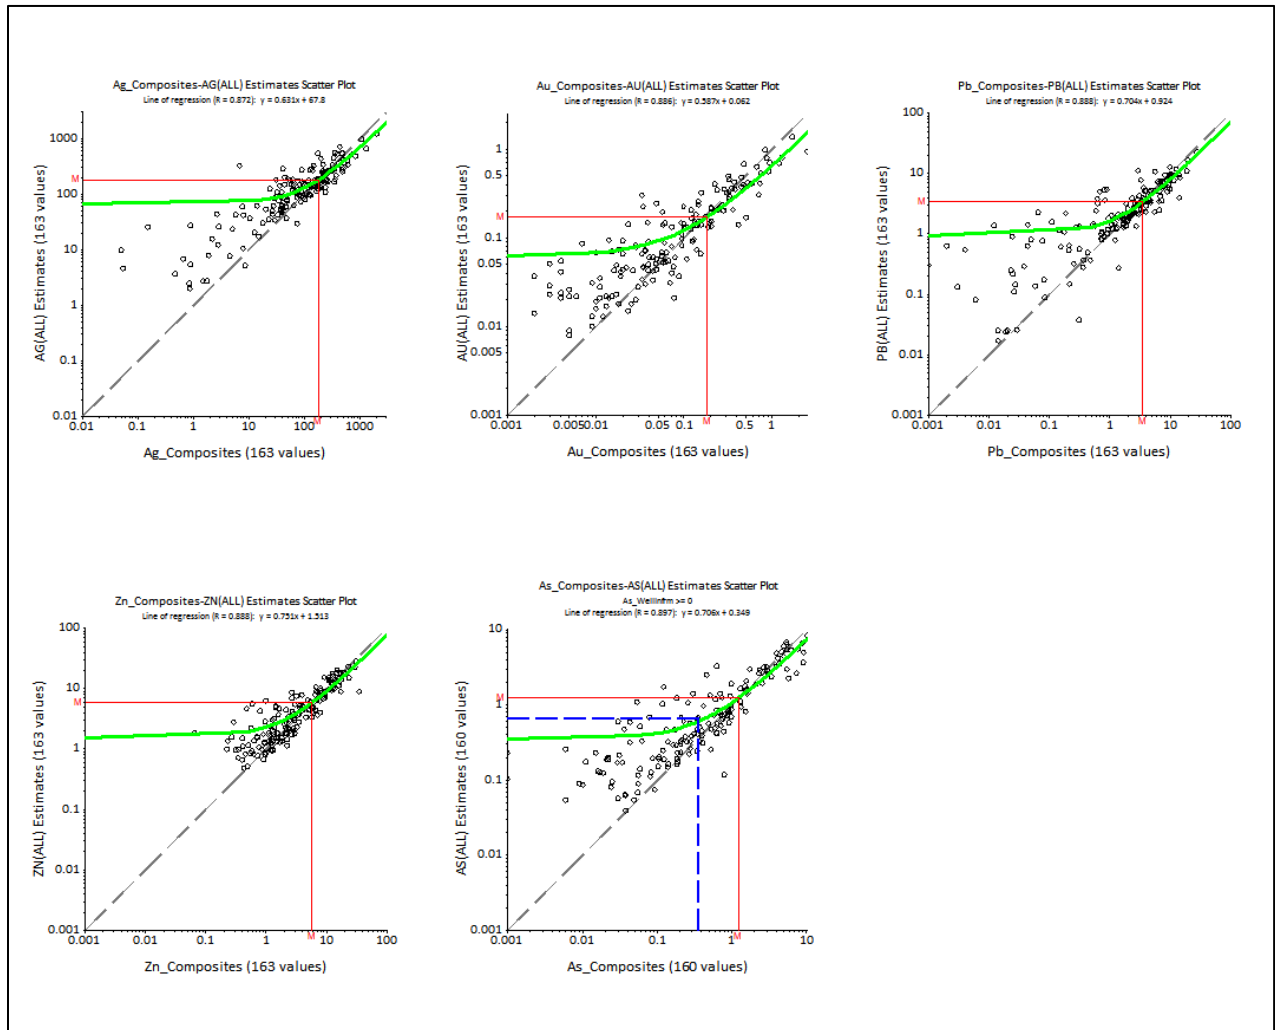 Ag_Composites-AG(ALL) Estimates Scatter Plot
Line of regression (R = 0.872): y = 0.631x + 67.8
AG(ALL) Estimates (163 values)
1000
100
10
1
0.1
0.01
M
0.01 0.1 1 10 100 1000
M
Ag_Composites (163 values)
Au_Composites-AU(ALL) Estimates Scatter Plot
Line of regression (R = 0.886): y = 0.587x + 0.062
AU(ALL) Estimates (163 values)
1
0.5
0.1
0.05
0.01
0.005
0.001
M
0.001 0.005 0.01 0.05 0.1 0.5 1
M
Au_Composites (163 values)
Pb_Composites-PB(ALL) Estimates Scatter Plot
Line of regression (R = 0.888): y = 0.704x + 0.924
PB(ALL) Estimates (163 values)
100
10
1
0.1
0.01
0.001
M
0.001 0.01 0.1 1 10 100
M
Pb_Composites (163 values)
Zn_Composites-ZN(ALL) Estimates Scatter Plot
Line of regression (R = 0.888): y = 0.751x + 1.513
ZN(ALL) Estimates (163 values)
100
10
1
0.1
0.01
0.001
M
0.001 0.01 0.1 1 10 100
M
Zn_Composites (163 values)
As_Composites-AS(ALL) Estimates Scatter Plot
As_WellInfrm >= 0
Line of regression (R = 0.897): y = 0.706x + 0.349
AS(ALL) Estimates (160 values)
10
1
0.1
0.01
0.001
M
0.001 0.01 0.1 1 10
M
As_Composites (160 values)